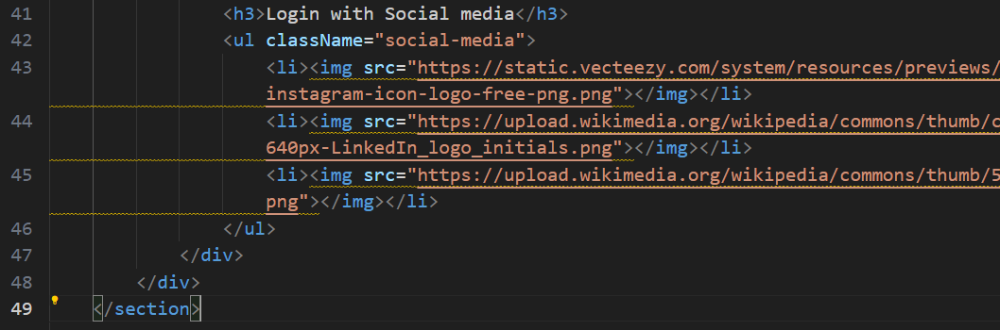 41 <h3>Login with Social media</h3>
42 <ul className="social-media">
43 <li><img src="https://static.vecteezy.com/system/resources/previews/
instagram-icon-logo-free-png.png"></img></li>
44 <li><img src="https://upload.wikimedia.org/wikipedia/commons/thumb/c
640px-LinkedIn_logo_initials.png"></img></li>
45 <li><img src="https://upload.wikimedia.org/wikipedia/commons/thumb/5
png"></img></li>
46 </ul>
47 </div>
48 </div>
49 </section>